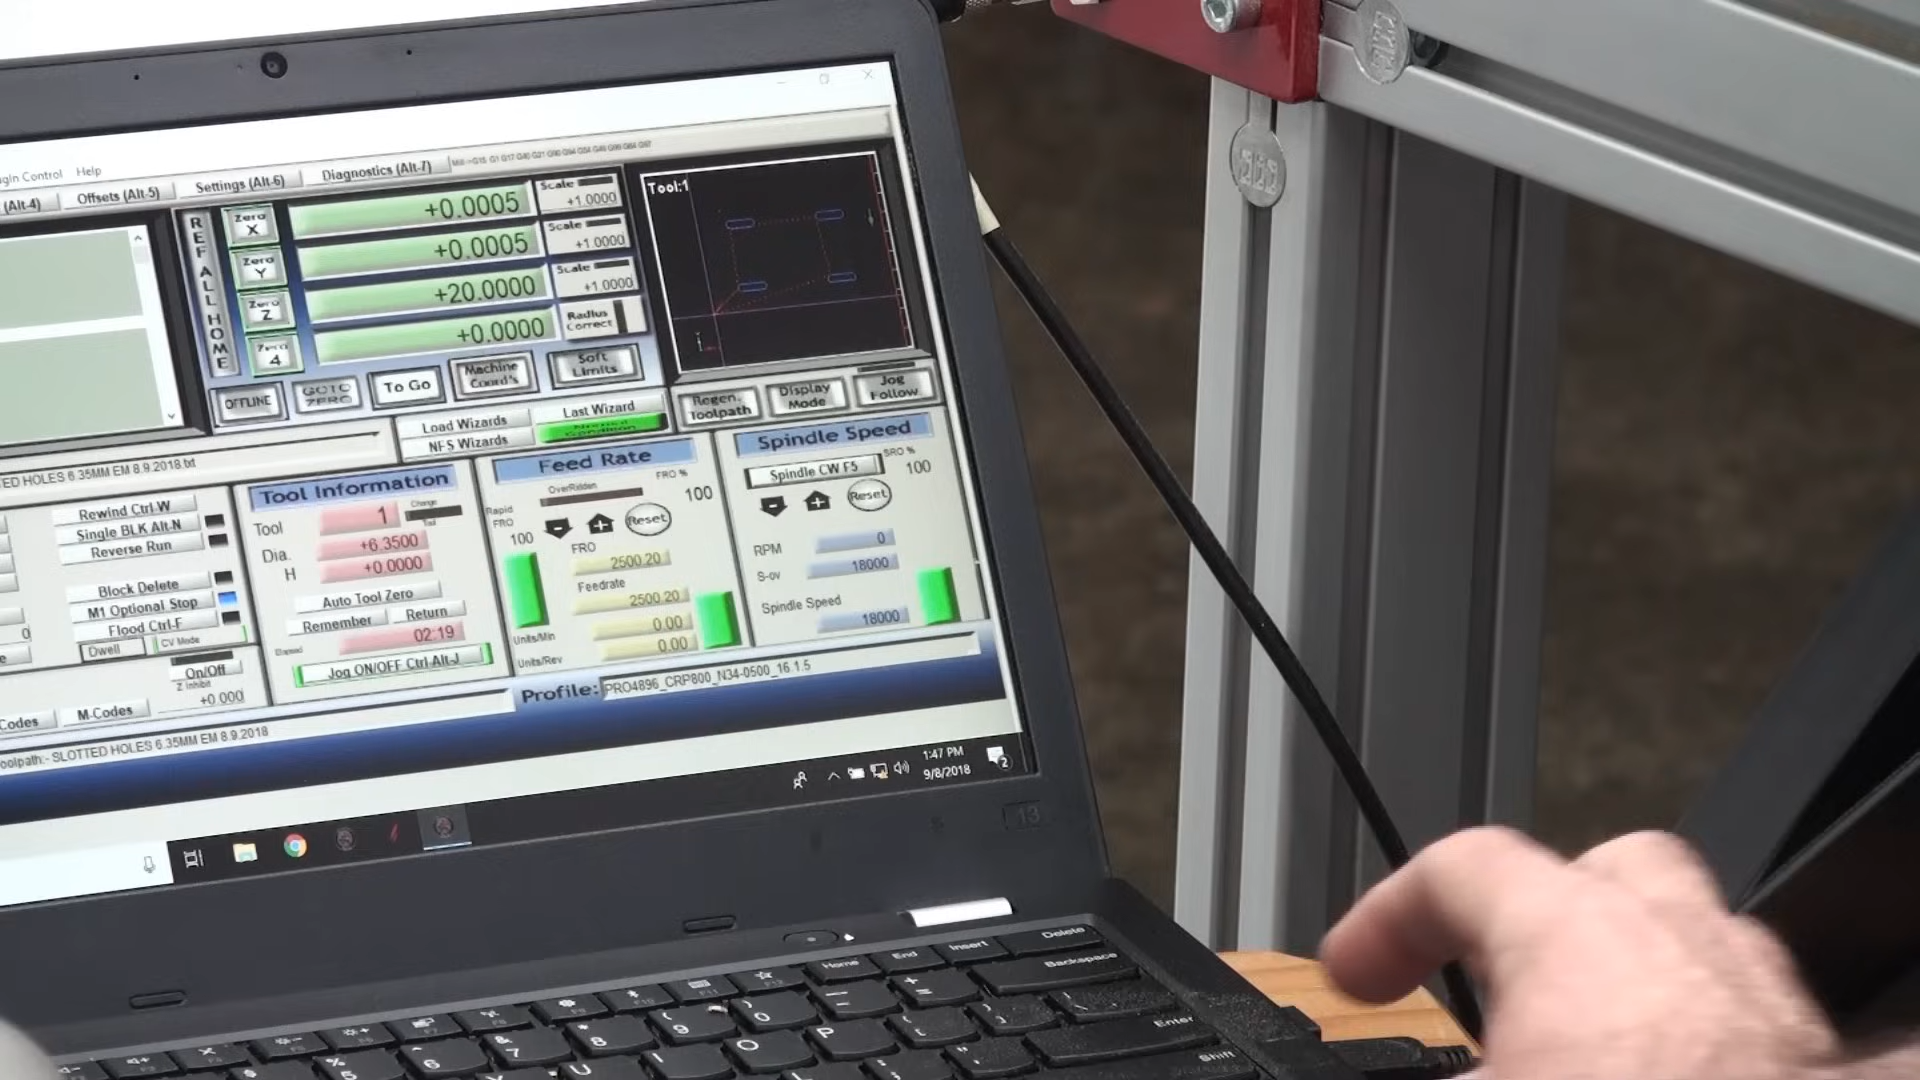 Help
(Alt-4) Offsets (Alt-5) Settings (Alt-6) Diagnostics (Alt-7)
REF ALL HOME
Zero X +0.0005 Scale +1.0000
Zero Y +0.0005 Scale +1.0000
Zero Z +20.0000 Scale +1.0000
Zero 4 +0.0000 Radius Correct
Tool:1
OFFLINE GOTO ZERO To Go Machine Coord's Soft Limits
Regen. Toolpath Display Mode Jog Follow
Load Wizards Last Wizard
NFS Wizards Normal Condition
HOLES 6.35MM EM 8.9.2018.txt
Rewind Ctrl-W
Single BLK Alt-N
Reverse Run
Block Delete
M1 Optional Stop
Flood Ctrl-F
Dwell CV Mode
On/Off
Z Inhibit
+0.000
Codes M-Codes
Tool Information
Tool 1 Change Tool
Dia. +6.3500
H +0.0000
Auto Tool Zero
Remember Return
Elapsed 02:19
Jog ON/OFF Ctrl-Alt-J
Feed Rate
OverRidden FRO % 100
Rapid FRO 100 Reset
FRO 2500.20
Feedrate 2500.20
Units/Min 0.00
Units/Rev 0.00
Spindle Speed
Spindle CW F5 SRO % 100
Reset
RPM 0
S-ov 18000
Spindle Speed 18000
Profile: PRO4896_CRP800_N34-0500_16.1.5
SLOTTED HOLES 6.35MM EM 8.9.2018
1:47 PM
9/8/2018
2
13
Home End Insert Delete
Backspace
Enter
Shift